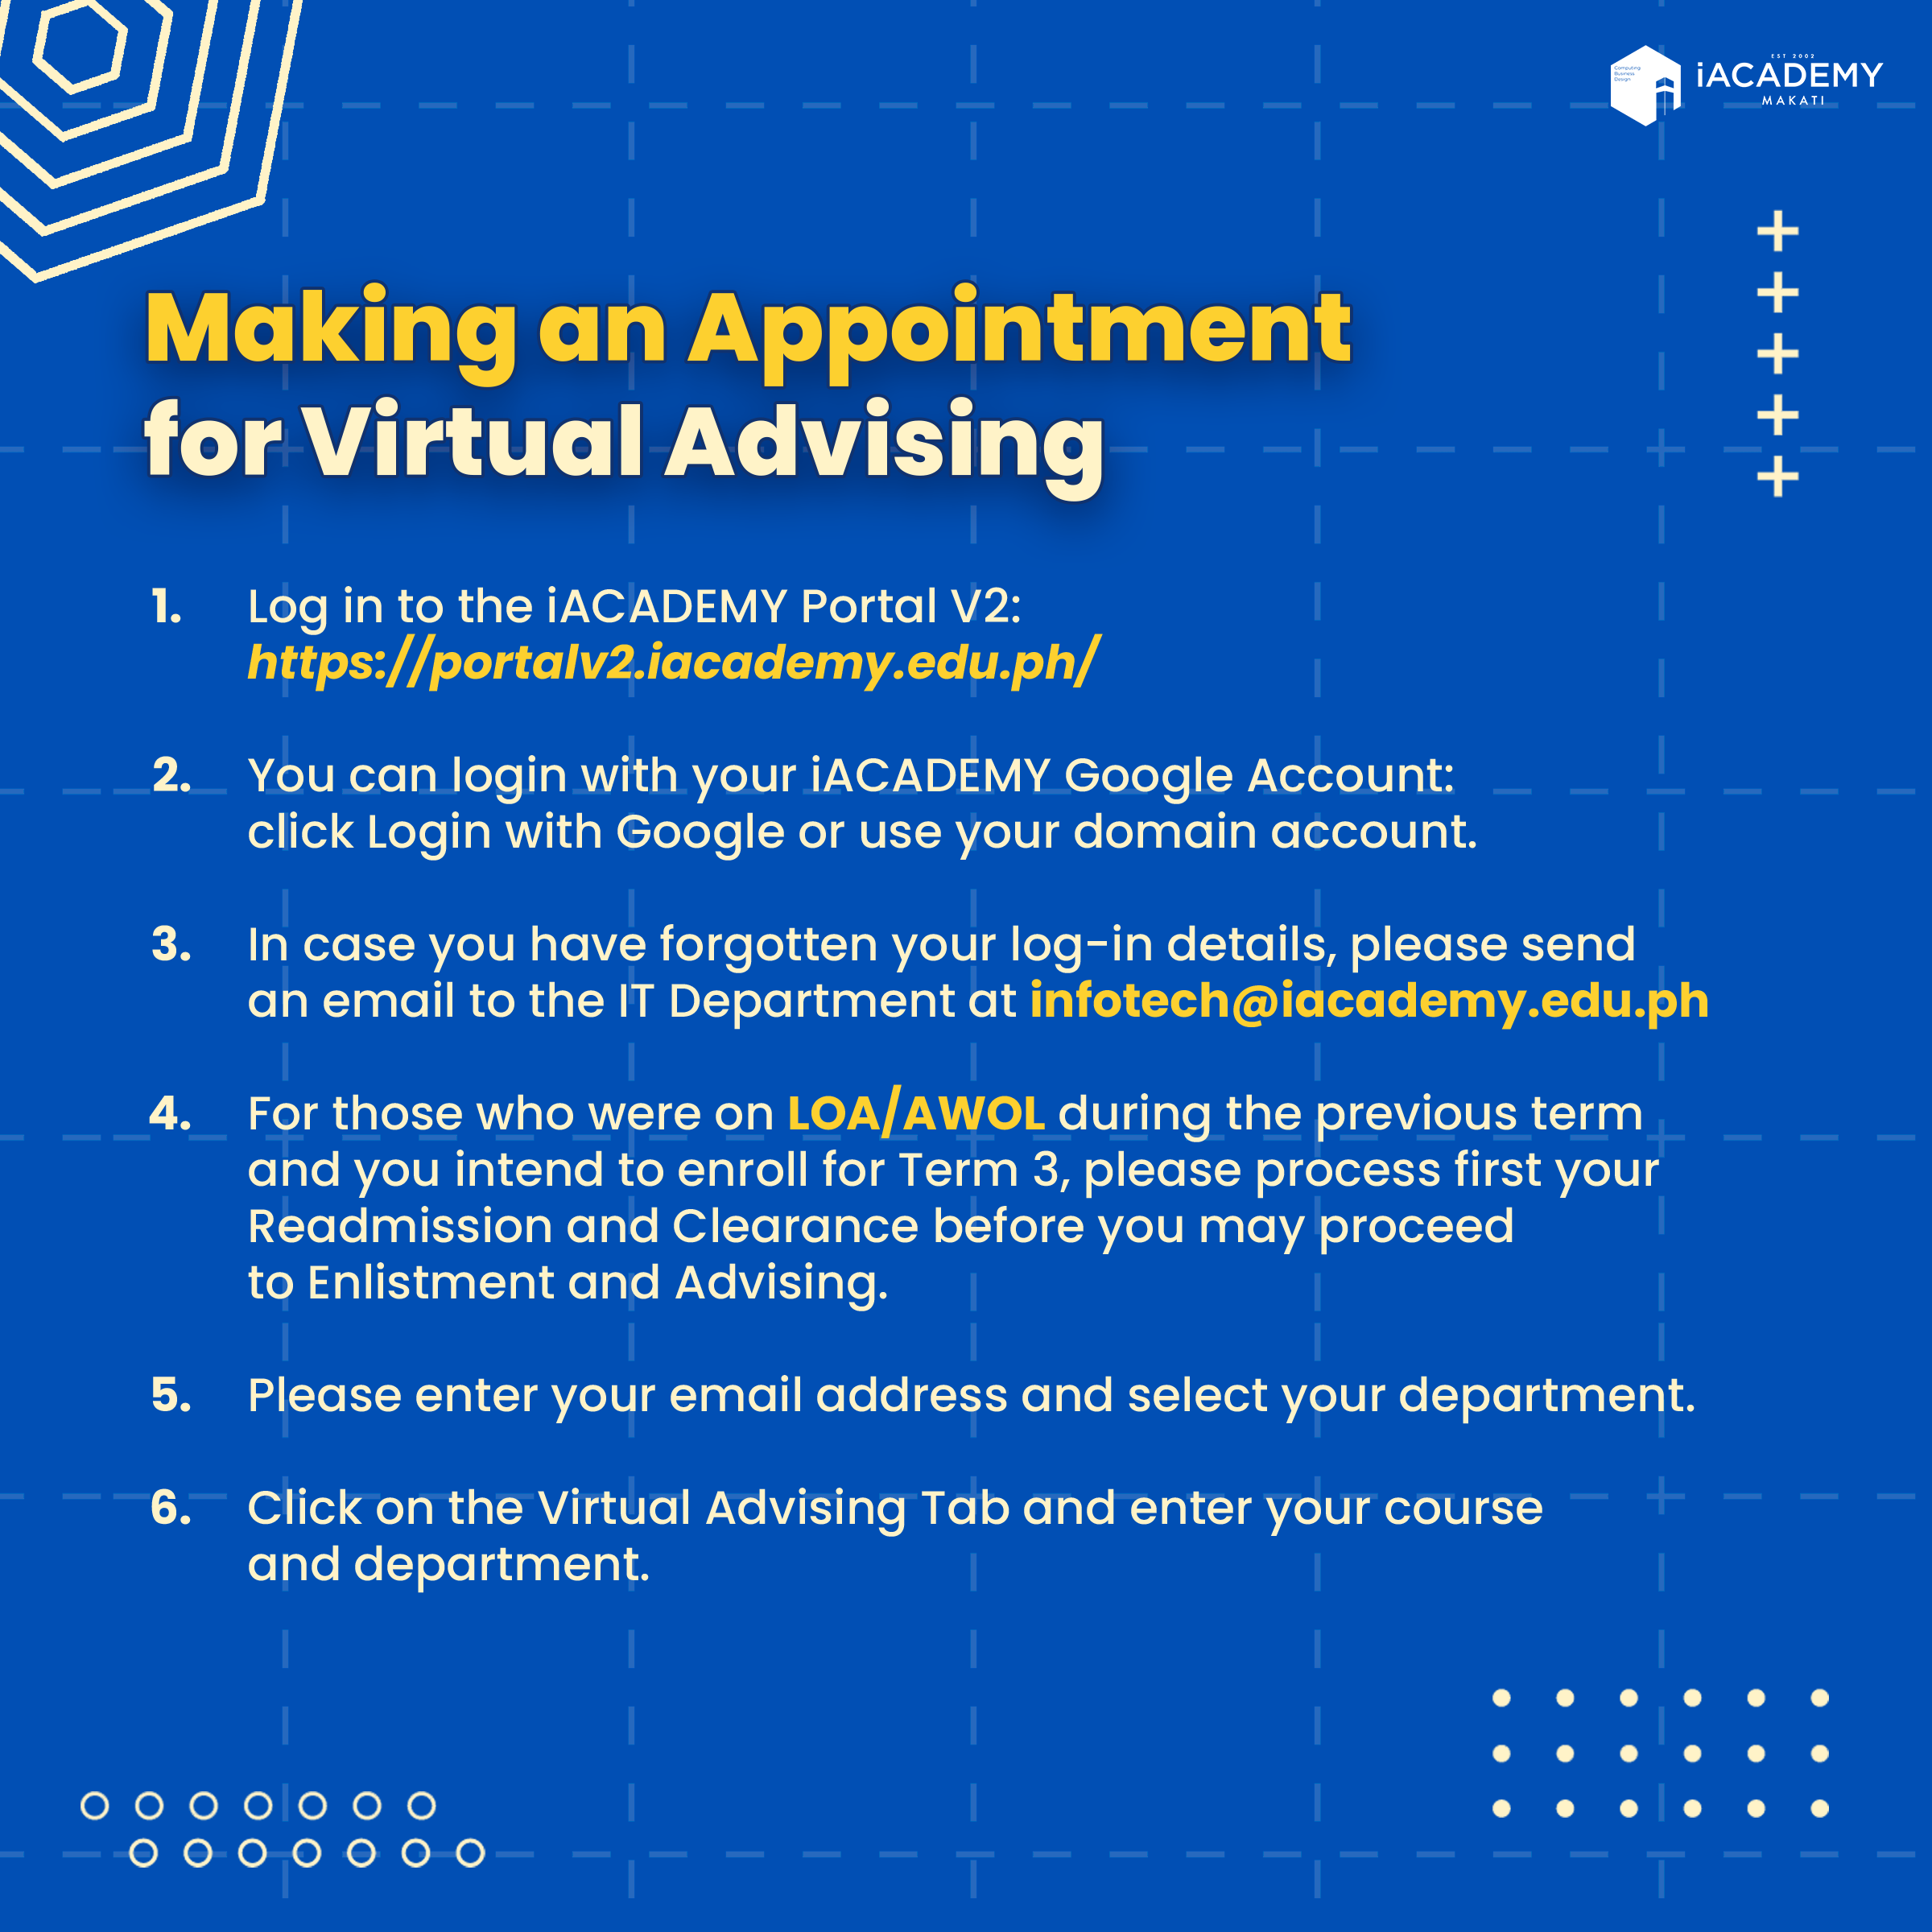 Computing
Business
Design
EST 2002
iACADEMY
MAKATI
Making an Appointment
for Virtual Advising
1. Log in to the iACADEMY Portal V2:
https://portalv2.iacademy.edu.ph/
2. You can login with your iACADEMY Google Account:
click Login with Google or use your domain account.
3. In case you have forgotten your log-in details, please send
an email to the IT Department at infotech@iacademy.edu.ph
4. For those who were on LOA/AWOL during the previous term
and you intend to enroll for Term 3, please process first your
Readmission and Clearance before you may proceed
to Enlistment and Advising.
5. Please enter your email address and select your department.
6. Click on the Virtual Advising Tab and enter your course
and department.